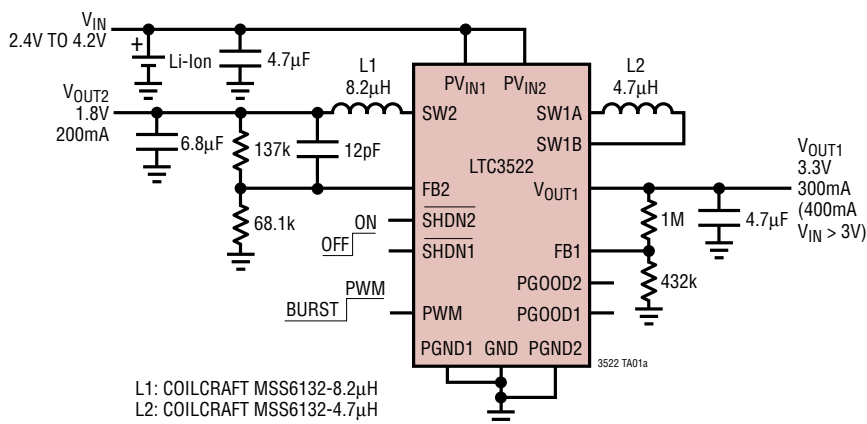 VIN
2.4V TO 4.2V
+
Li-Ion
4.7µF
L1
8.2µH
L2
4.7µH
PVIN1
PVIN2
VOUT2
1.8V
200mA
SW2
SW1A
SW1B
6.8µF
137k
12pF
LTC3522
VOUT1
3.3V
300mA
(400mA
VIN > 3V)
FB2
VOUT1
1M
4.7µF
68.1k
ON
OFF
SHDN2
SHDN1
FB1
432k
PGOOD2
PGOOD1
PWM
BURST
PWM
PGND1
GND
PGND2
3522 TA01a
L1: COILCRAFT MSS6132-8.2µH
L2: COILCRAFT MSS6132-4.7µH